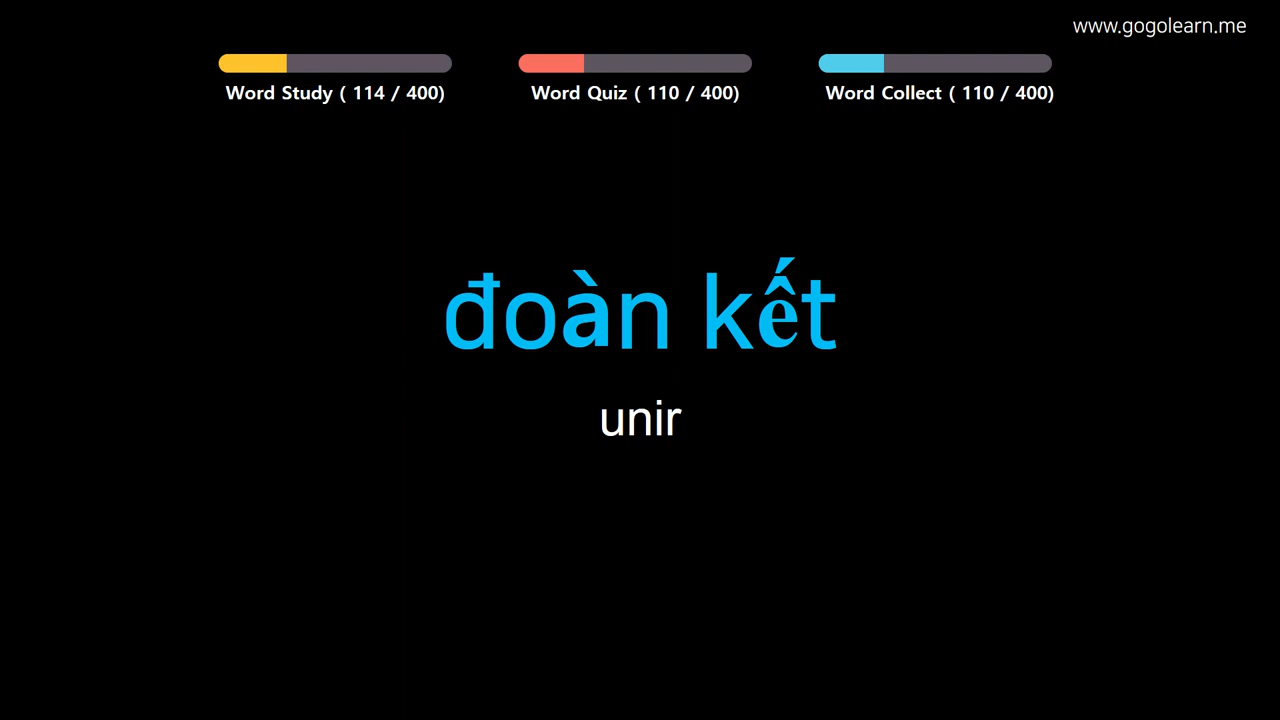 www.gogolearn.me
Word Study ( 114 / 400)
Word Quiz ( 110 / 400)
Word Collect ( 110 / 400)
đoàn kết
unir